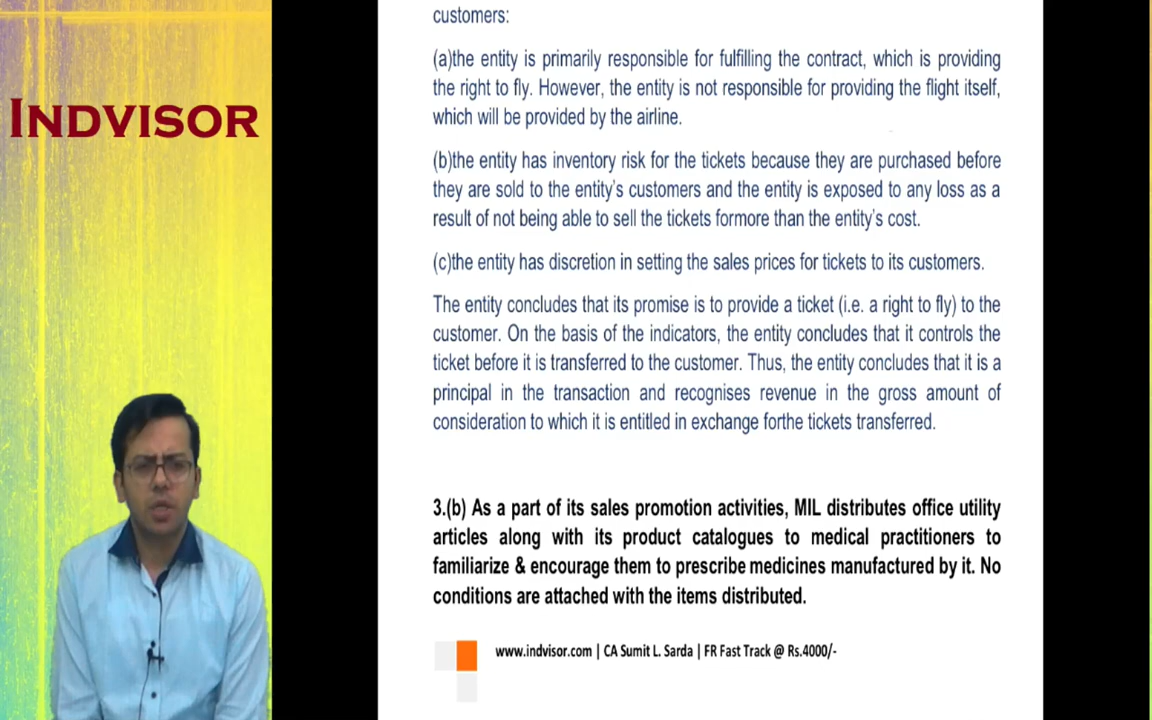 INDVISOR
customers:
(a)the entity is primarily responsible for fulfilling the contract, which is providing
the right to fly. However, the entity is not responsible for providing the flight itself,
which will be provided by the airline.
(b)the entity has inventory risk for the tickets because they are purchased before
they are sold to the entity's customers and the entity is exposed to any loss as a
result of not being able to sell the tickets formore than the entity's cost.
(c)the entity has discretion in setting the sales prices for tickets to its customers.
The entity concludes that its promise is to provide a ticket (i.e. a right to fly) to the
customer. On the basis of the indicators, the entity concludes that it controls the
ticket before it is transferred to the customer. Thus, the entity concludes that it is a
principal in the transaction and recognises revenue in the gross amount of
consideration to which it is entitled in exchange forthe tickets transferred.
3.(b) As a part of its sales promotion activities, MIL distributes office utility
articles along with its product catalogues to medical practitioners to
familiarize & encourage them to prescribe medicines manufactured by it. No
conditions are attached with the items distributed.
www.indvisor.com | CA Sumit L. Sarda | FR Fast Track @ Rs.4000/-